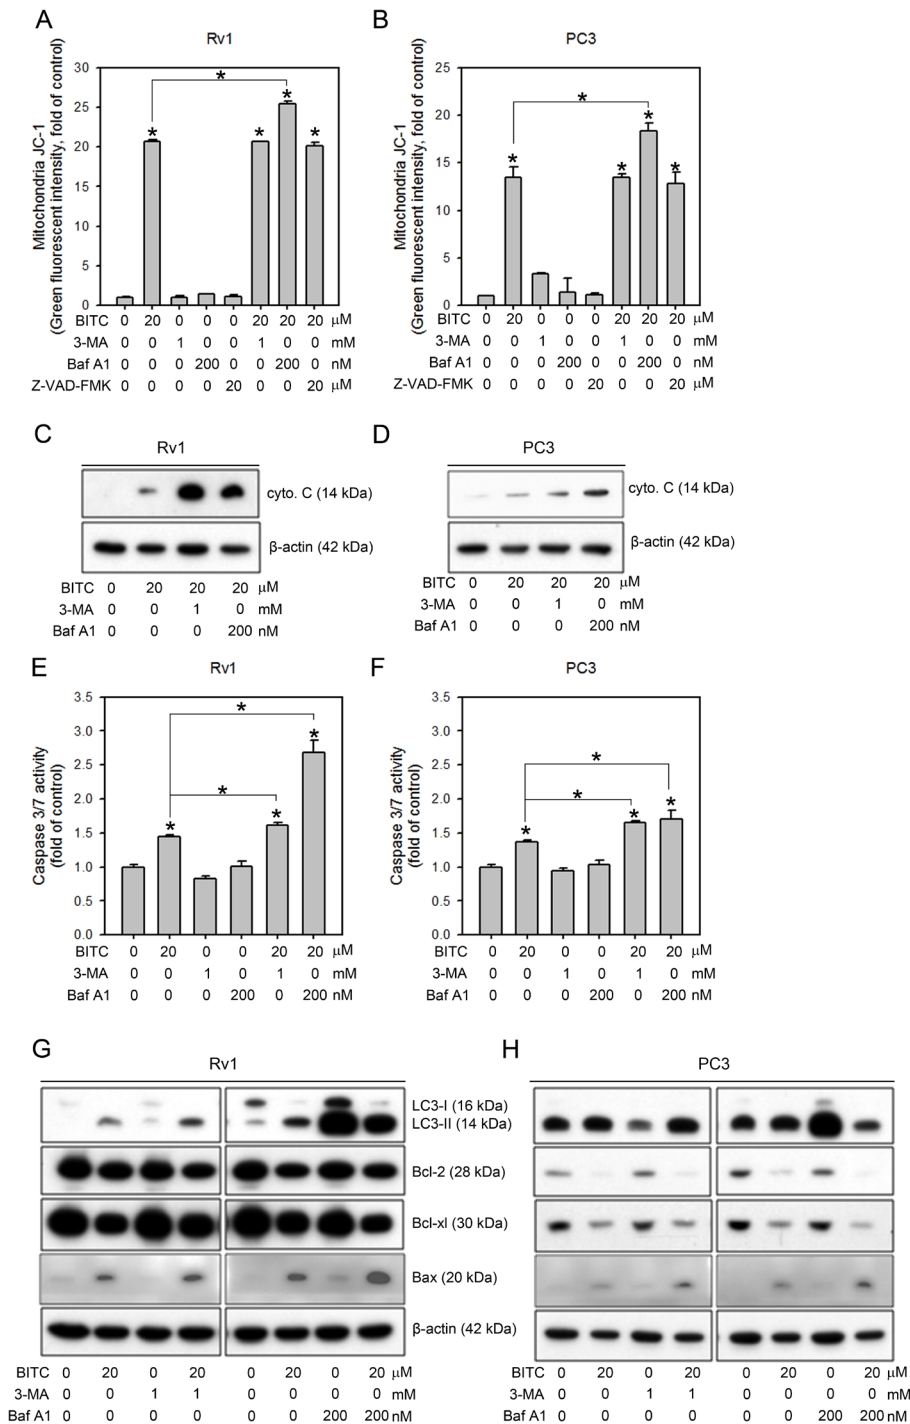 A
Rv1
Mitochondria JC-1
(Green fluorescent intensity, fold of control)
30
25
20
15
10
5
0
*
* * * *
BITC 0 20 0 0 0 20 20 20 μM
3-MA 0 0 1 0 0 1 0 0 mM
Baf A1 0 0 0 200 0 0 200 0 nM
Z-VAD-FMK 0 0 0 0 20 0 0 20 μM
B
PC3
Mitochondria JC-1
(Green fluorescent intensity, fold of control)
25
20
15
10
5
0
*
* * * *
BITC 0 20 0 0 0 20 20 20 μM
3-MA 0 0 1 0 0 1 0 0 mM
Baf A1 0 0 0 200 0 0 200 0 nM
Z-VAD-FMK 0 0 0 0 20 0 0 20 μM
C
Rv1
cyto. C (14 kDa)
β-actin (42 kDa)
BITC 0 20 20 20 μM
3-MA 0 0 1 0 mM
Baf A1 0 0 0 200 nM
D
PC3
cyto. C (14 kDa)
β-actin (42 kDa)
BITC 0 20 20 20 μM
3-MA 0 0 1 0 mM
Baf A1 0 0 0 200 nM
E
Rv1
Caspase 3/7 activity
(fold of control)
3.5
3.0
2.5
2.0
1.5
1.0
0.5
0.0
*
*
* * *
BITC 0 20 0 0 20 20 μM
3-MA 0 0 1 0 1 0 mM
Baf A1 0 0 0 200 0 200 nM
F
PC3
Caspase 3/7 activity
(fold of control)
3.5
3.0
2.5
2.0
1.5
1.0
0.5
0.0
*
*
* * *
BITC 0 20 0 0 20 20 μM
3-MA 0 0 1 0 1 0 mM
Baf A1 0 0 0 200 0 200 nM
G
Rv1
LC3-I (16 kDa)
LC3-II (14 kDa)
Bcl-2 (28 kDa)
Bcl-xl (30 kDa)
Bax (20 kDa)
β-actin (42 kDa)
BITC 0 20 0 20 0 20 0 20 μM
3-MA 0 0 1 1 0 0 0 0 mM
Baf A1 0 0 0 0 0 0 200 200 nM
H
PC3
0 20 0 20 0 20 0 20 μM
0 0 1 1 0 0 0 0 mM
0 0 0 0 0 0 200 200 nM
BITC
3-MA
Baf A1